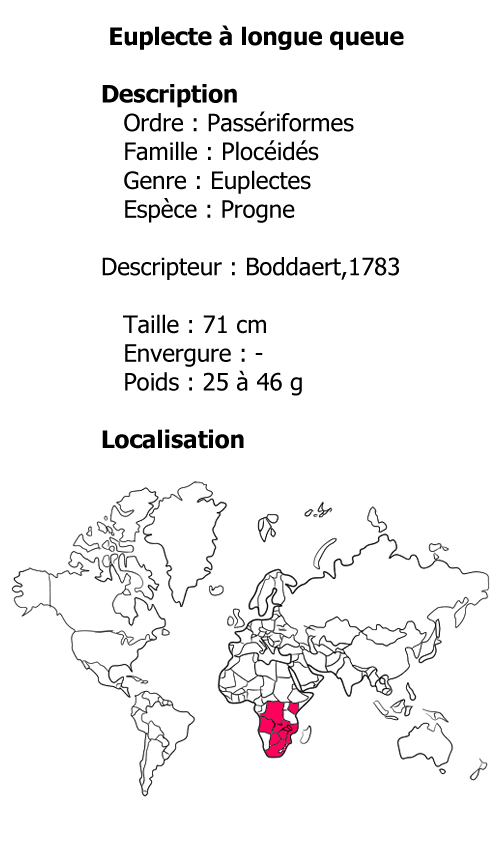 Euplecte à longue queue
Description
Ordre : Passériformes
Famille : Plocéidés
Genre : Euplectes
Espèce : Progne
Descripteur : Boddaert,1783
Taille : 71 cm
Envergure : -
Poids : 25 à 46 g
Localisation